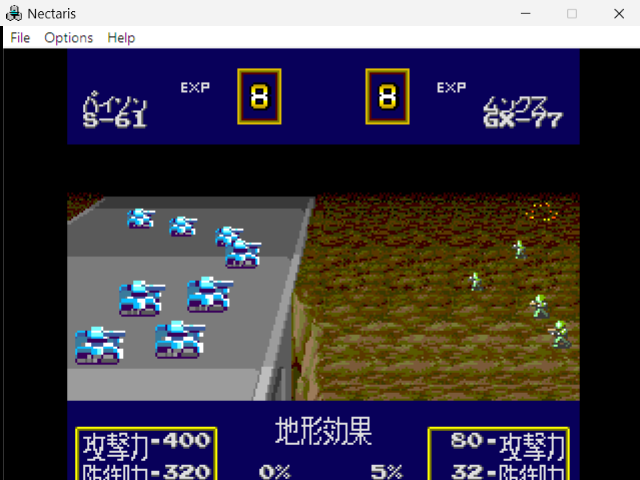 Nectaris
File Options Help
EXP 8 8 EXP
バイソン ムンクス
S-61 GX-77
地形効果
攻撃力-400 80-攻撃力
防御力-320 0% 5% 32-防御力